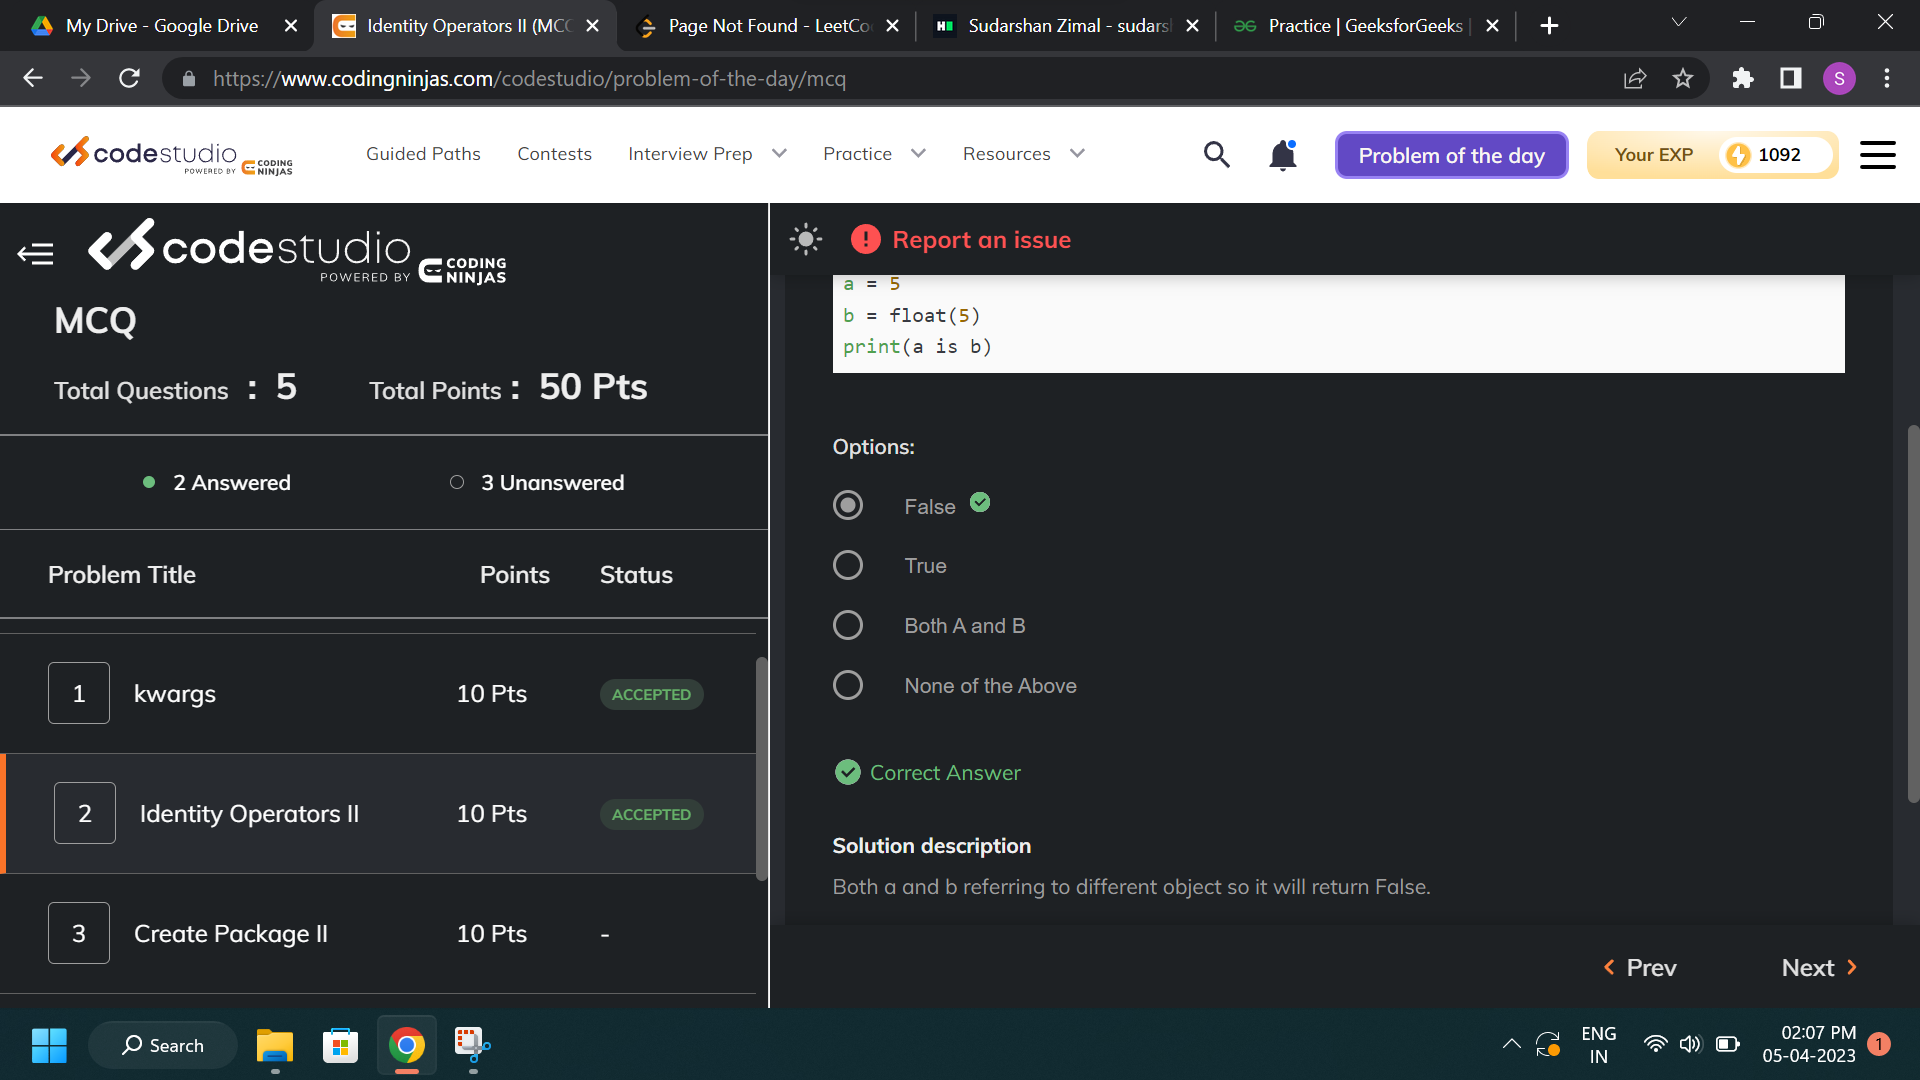 My Drive - Google Drive
Identity Operators II (MCC
Page Not Found - LeetCo
Sudarshan Zimal - sudars
Practice | GeeksforGeeks
https://www.codingninjas.com/codestudio/problem-of-the-day/mcq
S
codestudio
POWERED BY CODING NINJAS
Guided Paths
Contests
Interview Prep
Practice
Resources
Problem of the day
Your EXP
1092
codestudio
POWERED BY CODING NINJAS
MCQ
Total Questions : 5
Total Points : 50 Pts
2 Answered
3 Unanswered
Problem Title
Points
Status
1
kwargs
10 Pts
ACCEPTED
2
Identity Operators II
10 Pts
ACCEPTED
3
Create Package II
10 Pts
-
Report an issue
a = 5
b = float(5)
print(a is b)
Options:
False
True
Both A and B
None of the Above
Correct Answer
Solution description
Both a and b referring to different object so it will return False.
Prev
Next
Search
ENG
IN
02:07 PM
05-04-2023
1